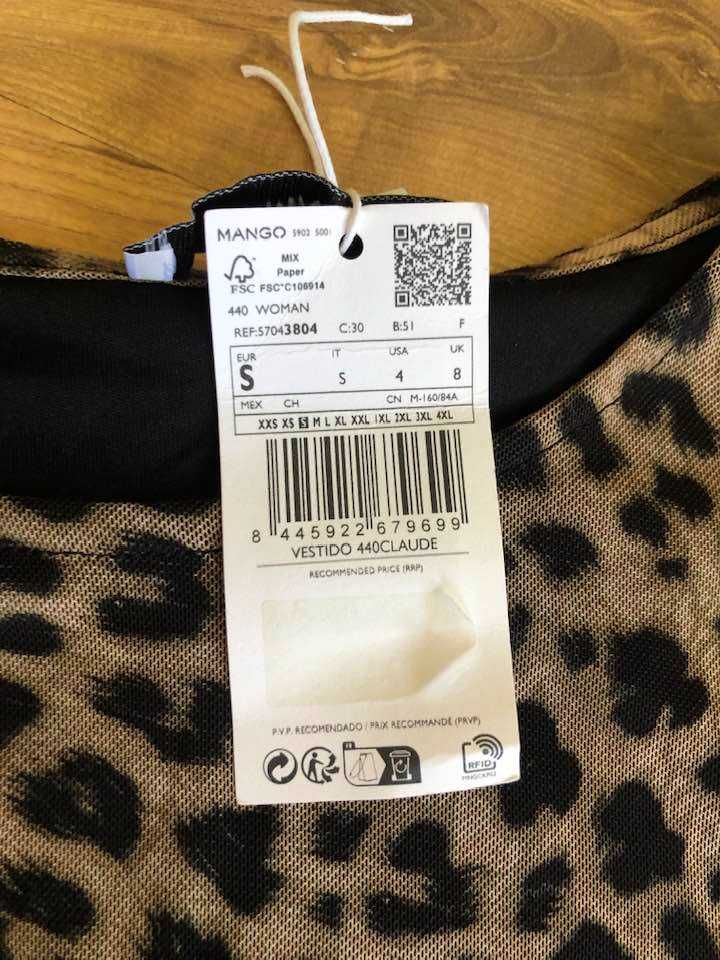 MANGO 5902 5001
MIX
Paper
FSC FSC™C106914
440 WOMAN
REF:57043804 C:30 B:51 F
EUR IT USA UK
S S 4 8
MEX CH CN M-160/84A
XXS XS S M L XL XXL 1XL 2XL 3XL 4XL
8 445922 679699
VESTIDO 440CLAUDE
RECOMMENDED PRICE (RRP)
P.V.P. RECOMENDADO / PRIX RECOMMANDÉ (PRVP)
FR
RFID